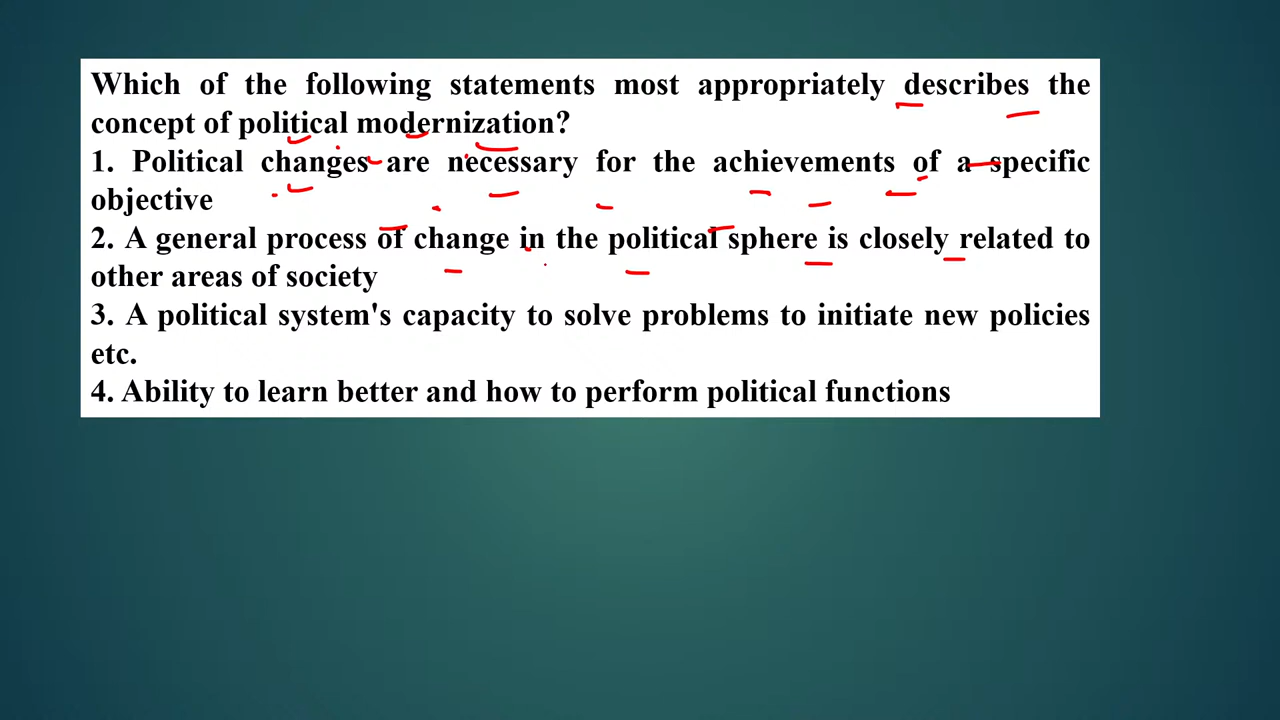 Which of the following statements most appropriately describes the
concept of political modernization?
1. Political changes are necessary for the achievements of a specific
objective
2. A general process of change in the political sphere is closely related to
other areas of society
3. A political system's capacity to solve problems to initiate new policies
etc.
4. Ability to learn better and how to perform political functions